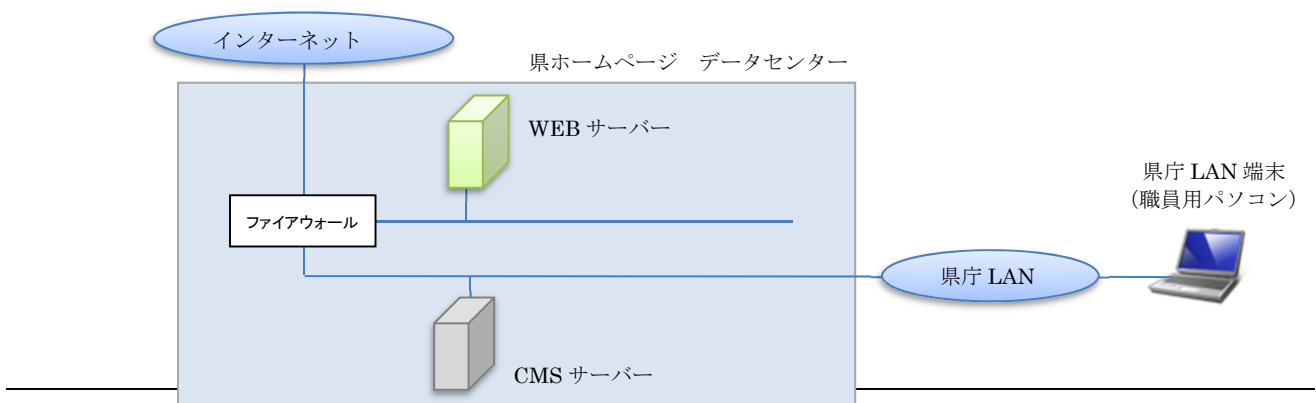 インターネット
県ホームページ　データセンター
WEB サーバー
県庁 LAN 端末
（職員用パソコン）
ファイアウォール
県庁 LAN
CMS サーバー